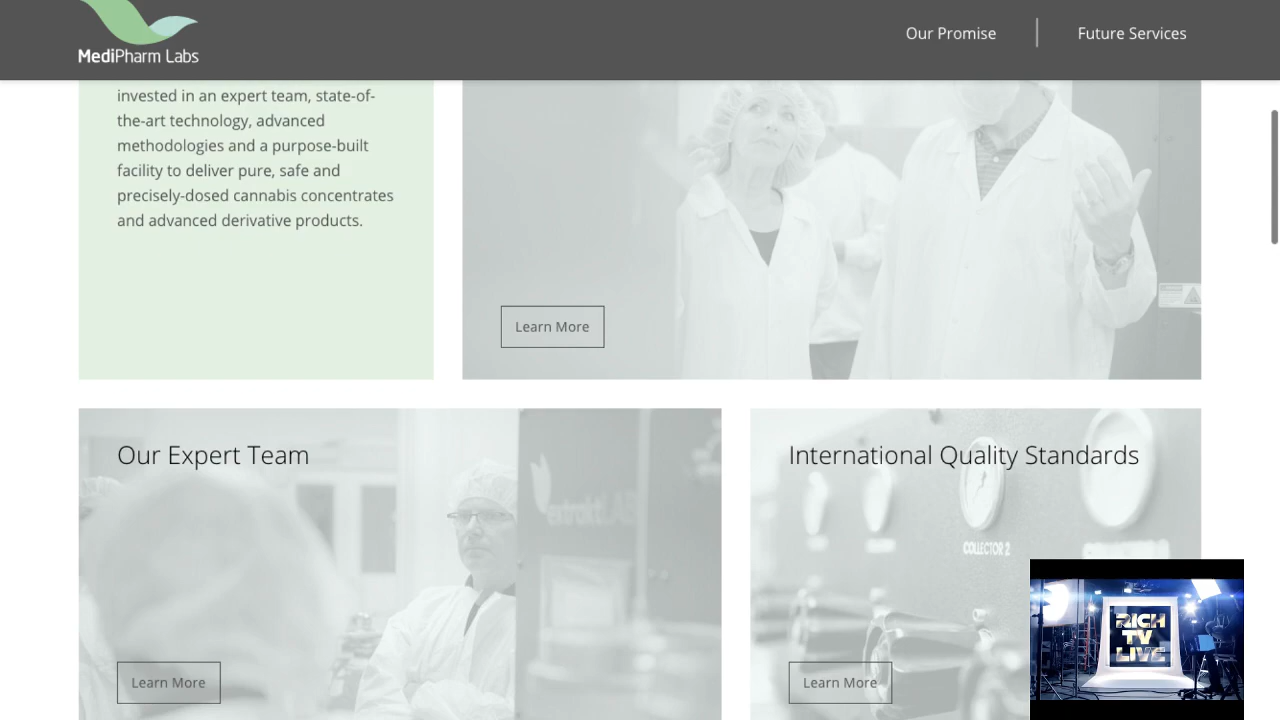 MediPharm Labs
Our Promise
Future Services
invested in an expert team, state-of-
the-art technology, advanced
methodologies and a purpose-built
facility to deliver pure, safe and
precisely-dosed cannabis concentrates
and advanced derivative products.
Learn More
Our Expert Team
International Quality Standards
extraktLAB
COLLECTOR 2
Learn More
Learn More
RICH
TV
LIVE